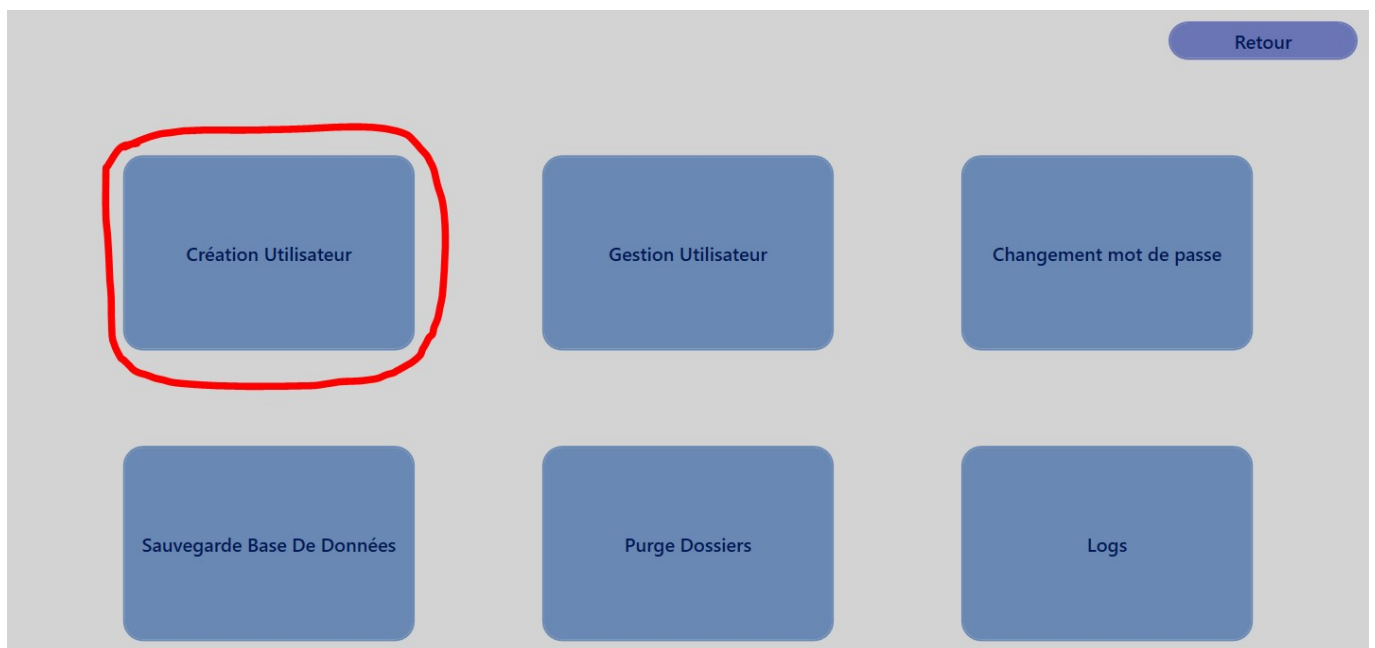 Retour
Création Utilisateur
Gestion Utilisateur
Changement mot de passe
Sauvegarde Base De Données
Purge Dossiers
Logs